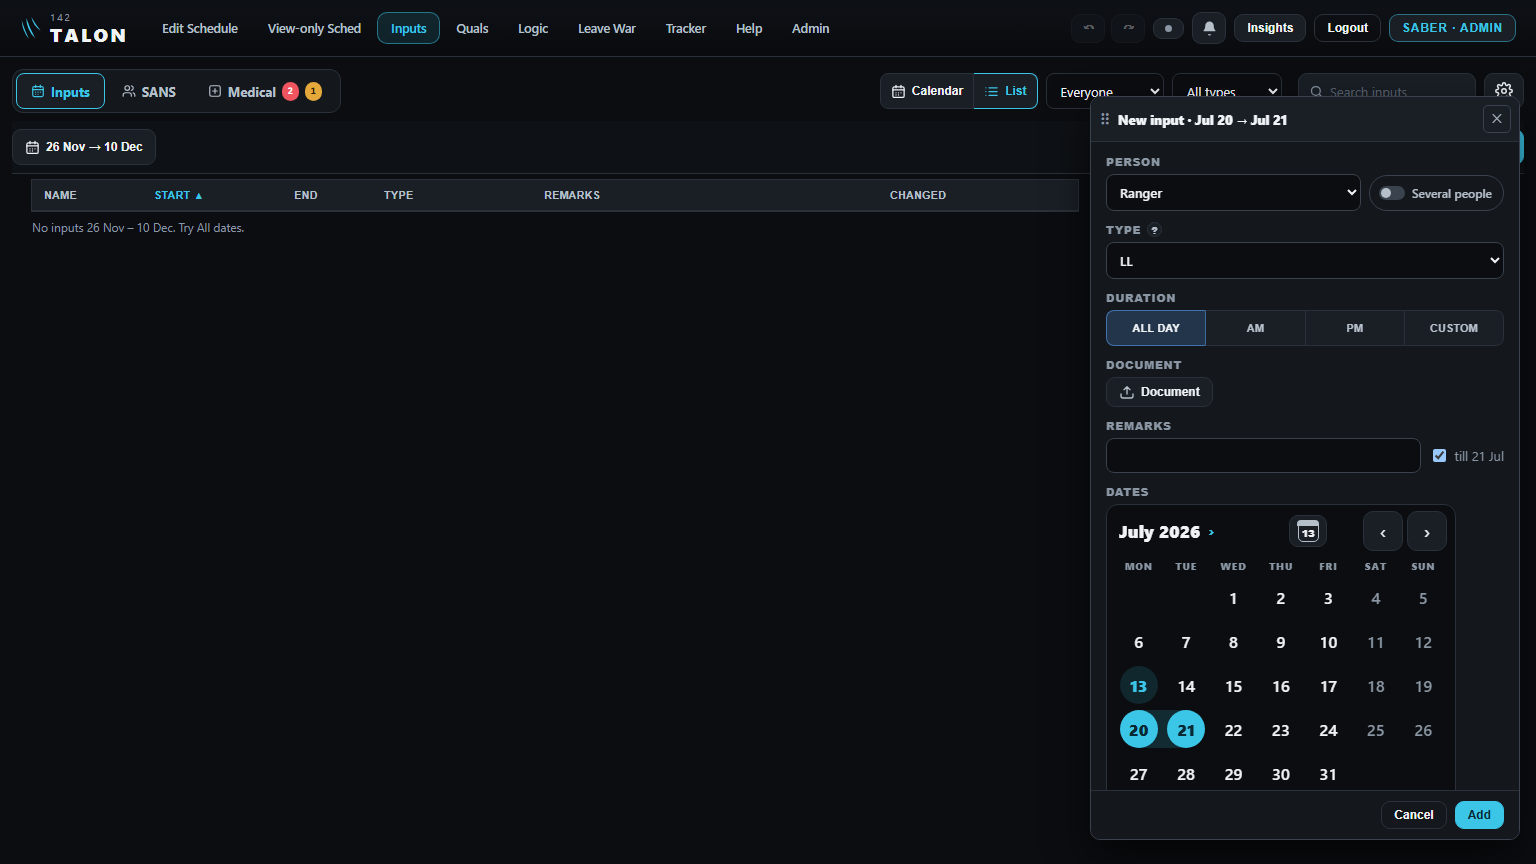 142
TALON
Edit Schedule
View-only Sched
Inputs
Quals
Logic
Leave War
Tracker
Help
Admin
Insights
Logout
SABER · ADMIN
Inputs
SANS
Medical
2
1
Calendar
List
Everyone
All types
Search inputs
26 Nov → 10 Dec
NAME
START ▲
END
TYPE
REMARKS
CHANGED
No inputs 26 Nov – 10 Dec. Try All dates.
New input · Jul 20 → Jul 21
PERSON
Ranger
Several people
TYPE ?
LL
DURATION
ALL DAY
AM
PM
CUSTOM
DOCUMENT
Document
REMARKS
till 21 Jul
DATES
July 2026 ›
13
‹
›
MON TUE WED THU FRI SAT SUN
1 2 3 4 5
6 7 8 9 10 11 12
13 14 15 16 17 18 19
20 21 22 23 24 25 26
27 28 29 30 31
Cancel
Add